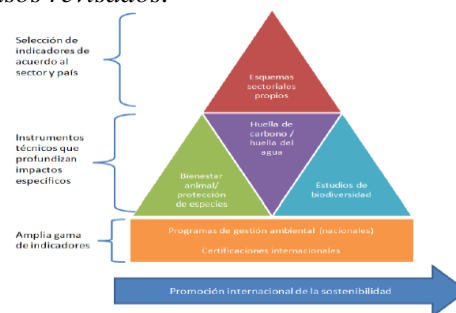 sos revisados.
Selección de
indicadores de
acuerdo al
sector y país
Esquemas
sectoriales
propios
Instrumentos
técnicos que
profundizan
impactos
específicos
Huella de
carbono /
huella del
agua
Bienestar
animal/
protección
de especies
Estudios de
biodiversidad
Amplia gama
de indicadores
Programas de gestión ambiental (nacionales)
Certificaciones internacionales
Promoción internacional de la sostenibilidad